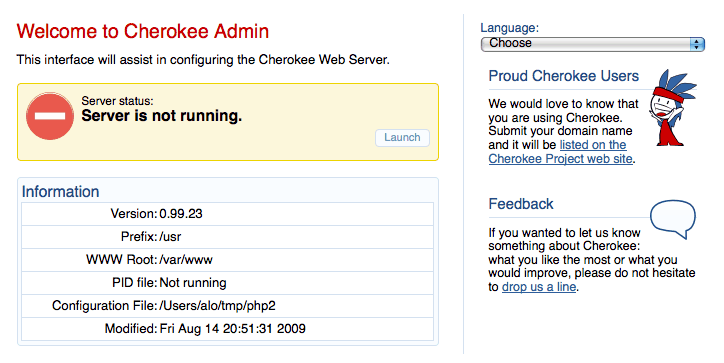 Welcome to Cherokee Admin
This interface will assist in configuring the Cherokee Web Server.
Server status:
Server is not running.
Launch
Information
Version: 0.99.23
Prefix: /usr
WWW Root: /var/www
PID file: Not running
Configuration File: /Users/alo/tmp/php2
Modified: Fri Aug 14 20:51:31 2009
Language:
Choose
Proud Cherokee Users
We would love to know that
you are using Cherokee.
Submit your domain name
and it will be listed on the
Cherokee Project web site.
Feedback
If you wanted to let us know
something about Cherokee:
what you like the most or what you
would improve, please do not hesitate
to drop us a line.